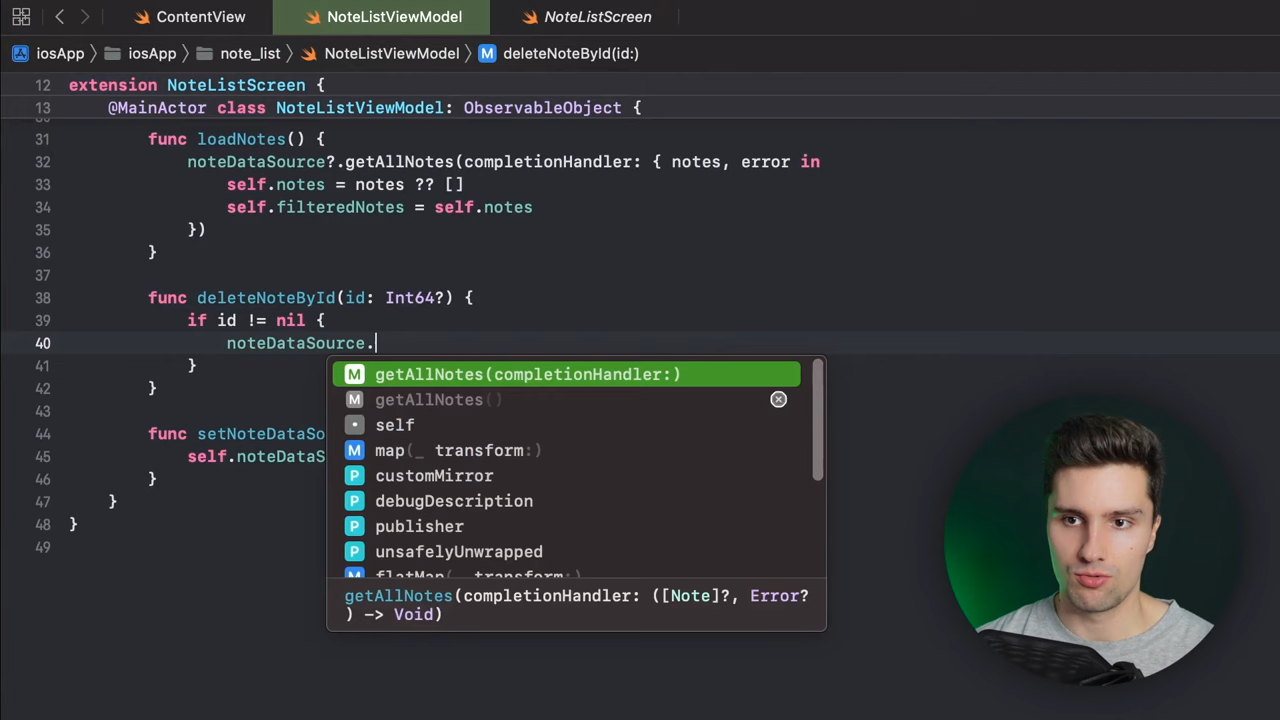 ContentView
NoteListViewModel
NoteListScreen
iosApp
iosApp
note_list
NoteListViewModel
M deleteNoteById(id:)
12 extension NoteListScreen {
13 @MainActor class NoteListViewModel: ObservableObject {
31 func loadNotes() {
32 noteDataSource?.getAllNotes(completionHandler: { notes, error in
33 self.notes = notes ?? []
34 self.filteredNotes = self.notes
35 })
36 }
37
38 func deleteNoteById(id: Int64?) {
39 if id != nil {
40 noteDataSource.
41 }
42 }
43
44 func setNoteDataSo
45 self.noteDataS
46 }
47 }
48 }
49
M getAllNotes(completionHandler:)
M getAllNotes()
self
M map(_ transform:)
P customMirror
P debugDescription
P publisher
P unsafelyUnwrapped
M flatMap(_ transform:)
getAllNotes(completionHandler: ([Note]?, Error?
) -> Void)